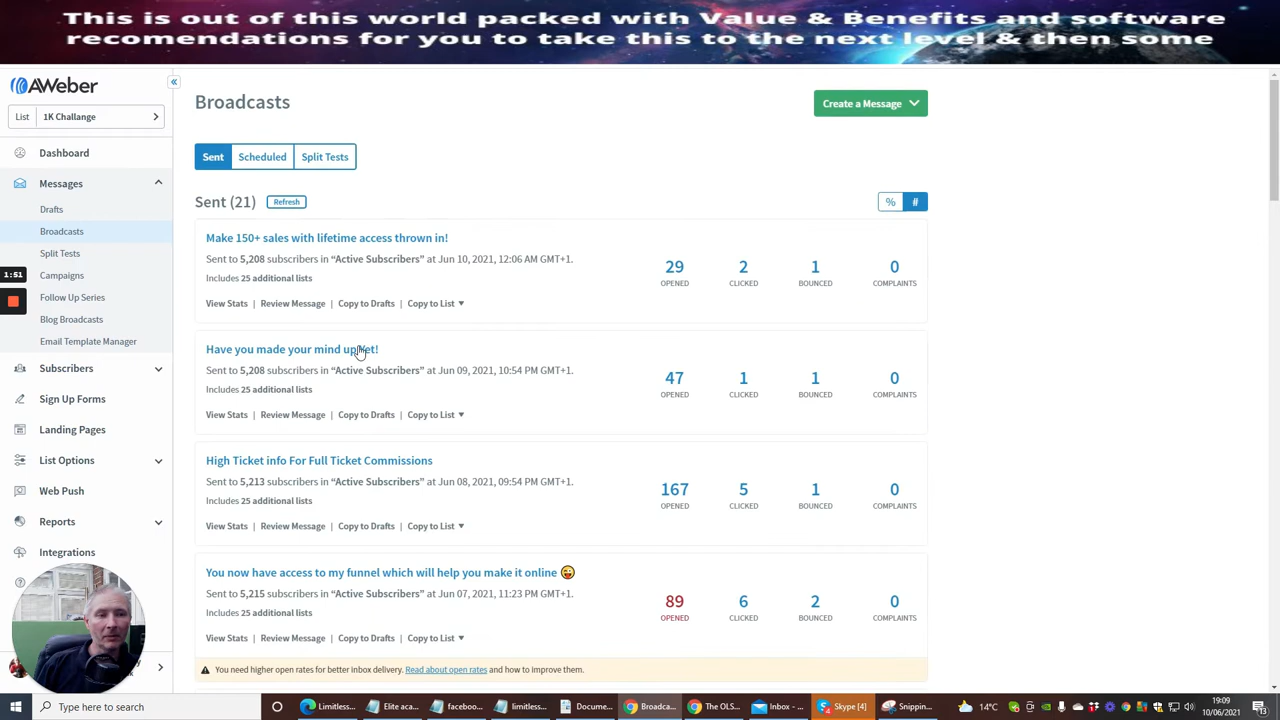 This is out of this world packed with Value & Benefits and software
recomendations for you to take this to the next level & then some
AWeber
«
List 1K Challange
Dashboard
Messages
Drafts
Broadcasts
Split Tests
1:51
Campaigns
Follow Up Series
Blog Broadcasts
Email Template Manager
Subscribers
Sign Up Forms
Landing Pages
List Options
Web Push
Reports
Integrations
Broadcasts
Create a Message
Sent Scheduled Split Tests
Sent (21) Refresh
% #
Make 150+ sales with lifetime access thrown in!
Sent to 5,208 subscribers in “Active Subscribers” at Jun 10, 2021, 12:06 AM GMT+1.
Includes 25 additional lists
View Stats | Review Message | Copy to Drafts | Copy to List
29 2 1 0
OPENED CLICKED BOUNCED COMPLAINTS
Have you made your mind up yet!
Sent to 5,208 subscribers in “Active Subscribers” at Jun 09, 2021, 10:54 PM GMT+1.
Includes 25 additional lists
View Stats | Review Message | Copy to Drafts | Copy to List
47 1 1 0
OPENED CLICKED BOUNCED COMPLAINTS
High Ticket info For Full Ticket Commissions
Sent to 5,213 subscribers in “Active Subscribers” at Jun 08, 2021, 09:54 PM GMT+1.
Includes 25 additional lists
View Stats | Review Message | Copy to Drafts | Copy to List
167 5 1 0
OPENED CLICKED BOUNCED COMPLAINTS
You now have access to my funnel which will help you make it online 😜
Sent to 5,215 subscribers in “Active Subscribers” at Jun 07, 2021, 11:23 PM GMT+1.
Includes 25 additional lists
View Stats | Review Message | Copy to Drafts | Copy to List
89 6 2 0
OPENED CLICKED BOUNCED COMPLAINTS
You need higher open rates for better inbox delivery. Read about open rates and how to improve them.
Type here to search
Limitless...
Elite acad...
facebook...
limitless...
Docume...
Broadca...
The OLS...
Inbox - ...
Skype [4]
Snippin...
14°C
19:09
10/06/2021